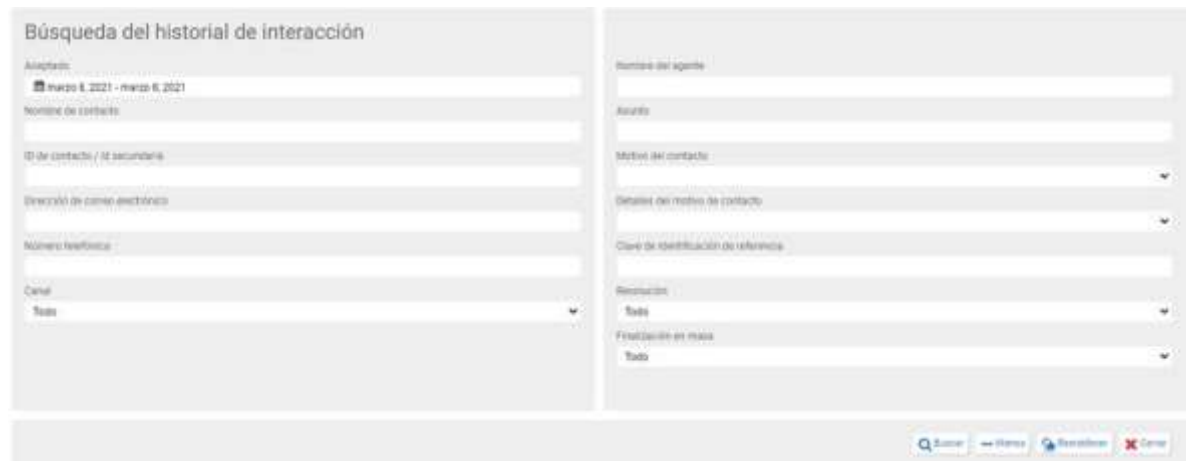 Búsqueda del historial de interacción
Aceptado
marzo 8, 2021 - marzo 8, 2021
Nombre de contacto
ID de contacto / Id secundaria
Dirección de correo electrónico
Número telefónico
Canal
Todo
Nombre del agente
Asunto
Motivo del contacto
Detalles del motivo de contacto
Clave de identificación de referencia
Resolución
Todo
Finalización en masa
Todo
Buscar
Menos
Restablecer
Cerrar